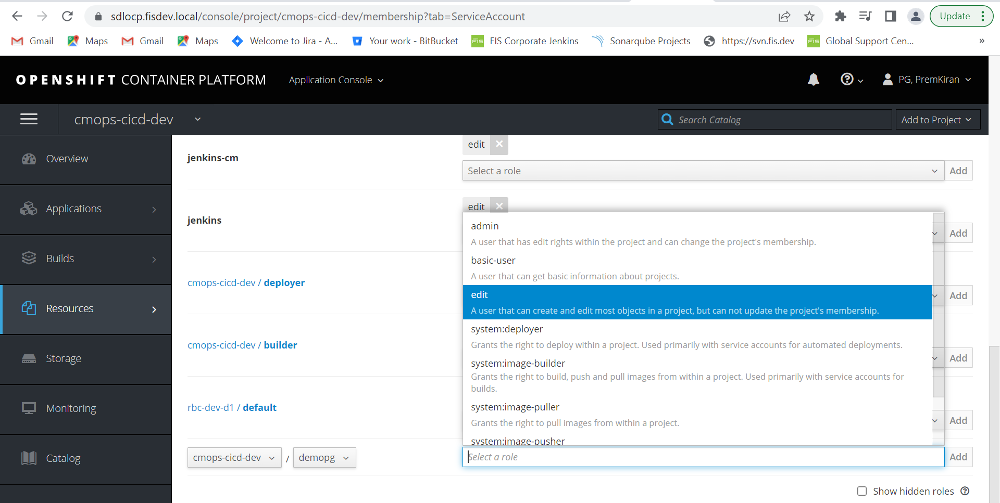 sdlocp.fisdev.local/console/project/cmops-cicd-dev/membership?tab=ServiceAccount
Update
Gmail
Maps
Gmail
Maps
Welcome to Jira - A...
Your work - BitBucket
FIS Corporate Jenkins
Sonarqube Projects
https://svn.fis.dev
Global Support Cen...
»
OPENSHIFT CONTAINER PLATFORM
Application Console
PG, PremKiran
cmops-cicd-dev
Search Catalog
Add to Project
Overview
Applications
Builds
Resources
Storage
Monitoring
Catalog
edit
jenkins-cm
Select a role
Add
edit
jenkins
Add
cmops-cicd-dev / deployer
Add
cmops-cicd-dev / builder
Add
rbc-dev-d1 / default
Add
admin
A user that has edit rights within the project and can change the project's membership.
basic-user
A user that can get basic information about projects.
edit
A user that can create and edit most objects in a project, but can not update the project's membership.
system:deployer
Grants the right to deploy within a project. Used primarily with service accounts for automated deployments.
system:image-builder
Grants the right to build, push and pull images from within a project. Used primarily with service accounts for
builds.
system:image-puller
Grants the right to pull images from within a project.
system:image-pusher
cmops-cicd-dev / demopg
Select a role
Add
Show hidden roles